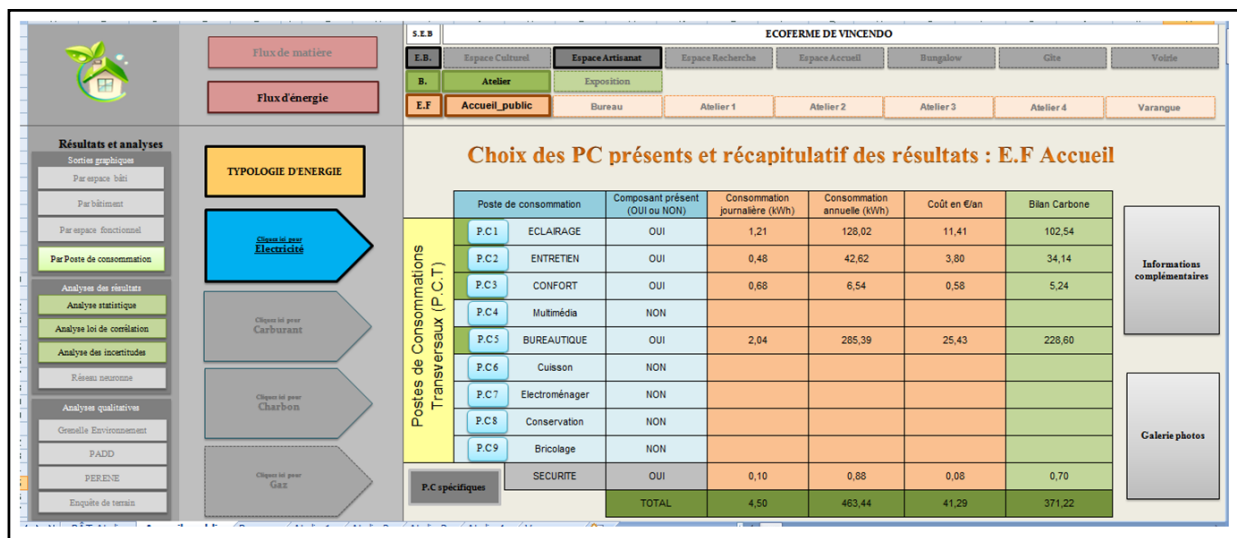 S.E.B
ECOFERME DE VINCENDO
E.B.
Espace Culturel
Espace Artisanat
Espace Recherche
Espace Accueil
Bungalow
Gîte
Voirie
B.
Atelier
Exposition
E.F
Accueil_public
Bureau
Atelier 1
Atelier 2
Atelier 3
Atelier 4
Varangue
Flux de matière
Flux d'énergie
Résultats et analyses
Sorties graphiques
Par espace bâti
Par bâtiment
Par espace fonctionnel
Par Poste de consommation
Analyses des résultats
Analyse statistique
Analyse loi de corrélation
Analyse des incertitudes
Réseau neuronne
Analyses qualitatives
Grenelle Environnement
PADD
PERENE
Enquête de terrain
TYPOLOGIE D'ENERGIE
Cliquez ici pour
Electricité
Cliquez ici pour
Carburant
Cliquez ici pour
Charbon
Cliquez ici pour
Gaz
Choix des PC présents et récapitulatif des résultats : E.F Accueil
Poste de consommation
Composant présent
(OUI ou NON)
Consommation
journalière (kWh)
Consommation
annuelle (kWh)
Coût en €/an
Bilan Carbone
Postes de Consommations
Transversaux (P.C.T)
P.C1 ECLAIRAGE OUI 1,21 128,02 11,41 102,54
P.C2 ENTRETIEN OUI 0,48 42,62 3,80 34,14
P.C3 CONFORT OUI 0,68 6,54 0,58 5,24
P.C4 Multimédia NON
P.C5 BUREAUTIQUE OUI 2,04 285,39 25,43 228,60
P.C6 Cuisson NON
P.C7 Electroménager NON
P.C8 Conservation NON
P.C9 Bricolage NON
P.C spécifiques
SECURITE OUI 0,10 0,88 0,08 0,70
TOTAL 4,50 463,44 41,29 371,22
Informations
complémentaires
Galerie photos